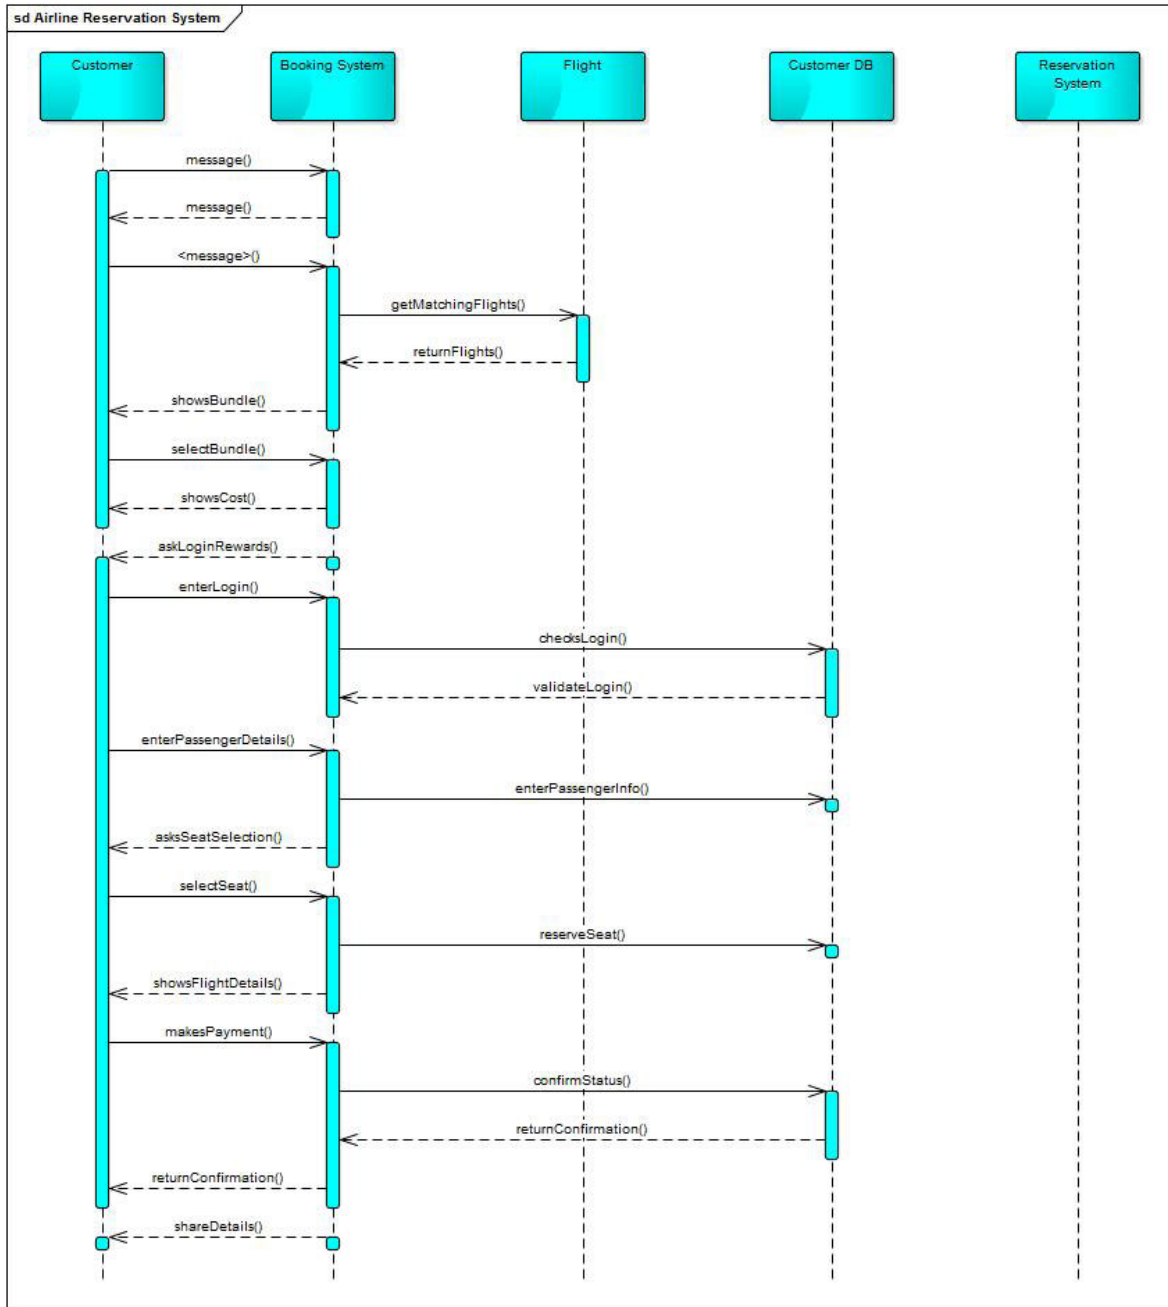 sd Airline Reservation System
Customer
Booking System
Flight
Customer DB
Reservation
System
message()
message()
<message>()
getMatchingFlights()
returnFlights()
showsBundle()
selectBundle()
showsCost()
askLoginRewards()
enterLogin()
checksLogin()
validateLogin()
enterPassengerDetails()
enterPassengerInfo()
asksSeatSelection()
selectSeat()
reserveSeat()
showsFlightDetails()
makesPayment()
confirmStatus()
returnConfirmation()
returnConfirmation()
shareDetails()